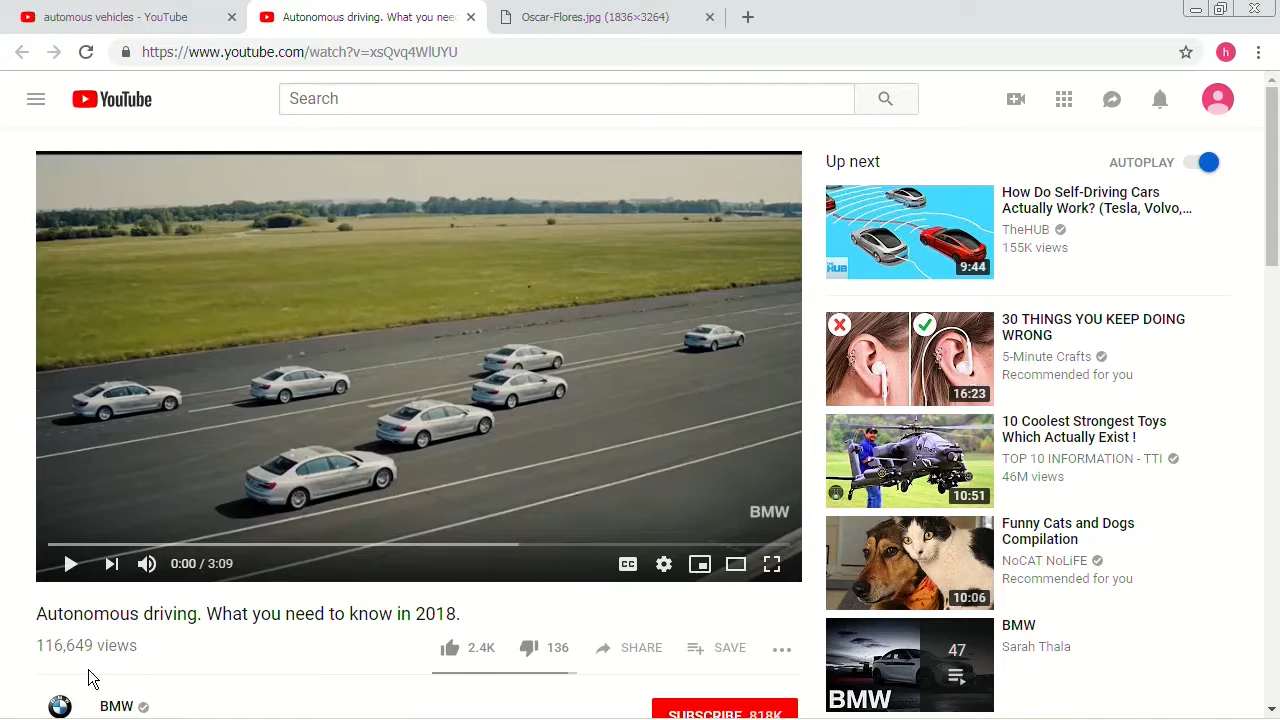 automous vehicles - YouTube
Autonomous driving. What you nee
Oscar-Flores.jpg (1836×3264)
https://www.youtube.com/watch?v=xsQvq4WlUYU
h
YouTube
Search
BMW
0:00 / 3:09
CC
Autonomous driving. What you need to know in 2018.
116,649 views
2.4K
136
SHARE
SAVE
BMW
SUBSCRIBE 818K
Up next
AUTOPLAY
THE HUB
9:44
How Do Self-Driving Cars
Actually Work? (Tesla, Volvo,...
TheHUB
155K views
16:23
30 THINGS YOU KEEP DOING
WRONG
5-Minute Crafts
Recommended for you
10:51
10 Coolest Strongest Toys
Which Actually Exist !
TOP 10 INFORMATION - TTI
46M views
10:06
Funny Cats and Dogs
Compilation
NoCAT NoLiFE
Recommended for you
47
BMW
BMW
Sarah Thala